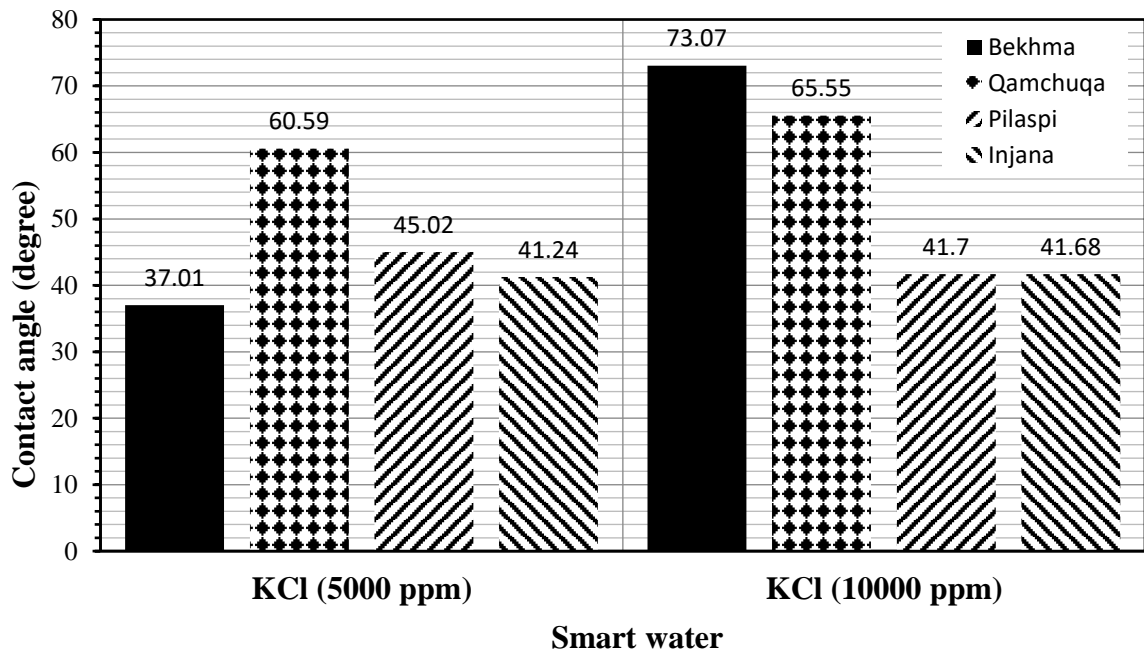 Contact angle (degree)
80
70
60
50
40
30
20
10
0
37.01
60.59
45.02
41.24
73.07
65.55
41.7
41.68
Bekhma
Qamchuqa
Pilaspi
Injana
KCl (5000 ppm)
KCl (10000 ppm)
Smart water